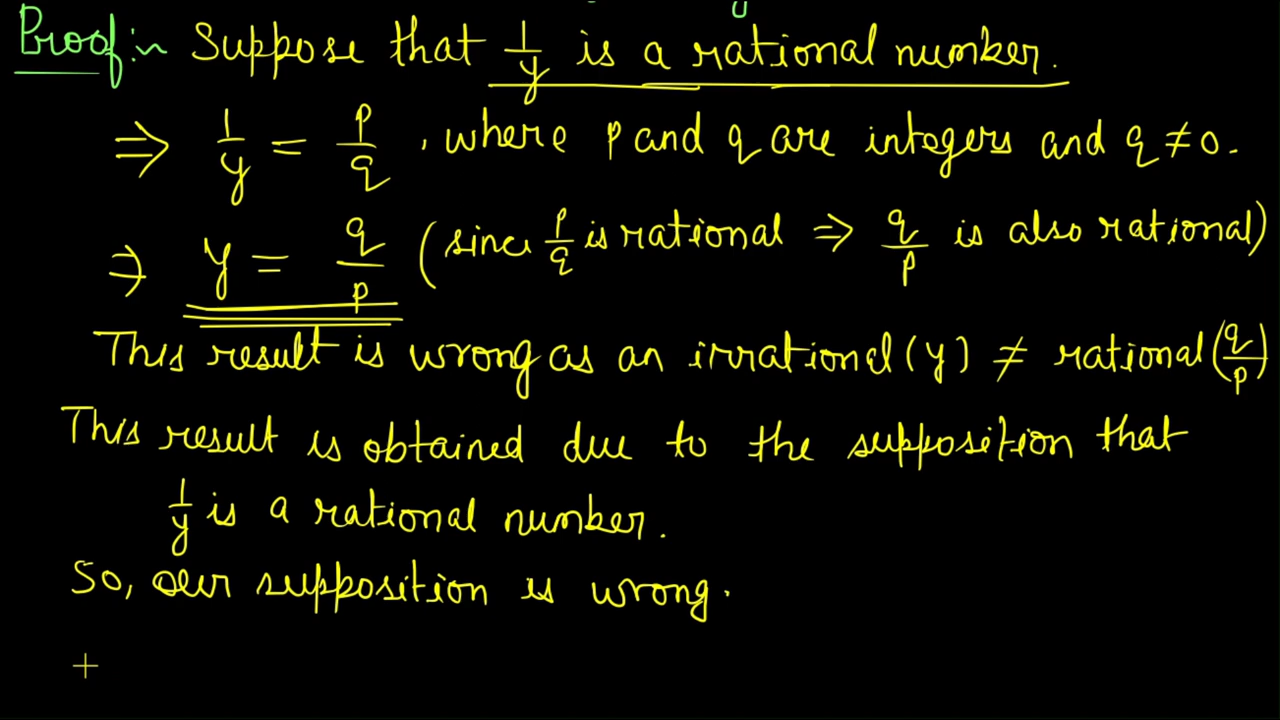 Proof:~ Suppose that 1/y is a rational number.
⇒ 1/y = p/q , where p and q are integers and q ≠ 0.
⇒ y = q/p (since p/q is rational ⇒ q/p is also rational)
This result is wrong as an irrational (y) ≠ rational (q/p)
This result is obtained due to the supposition that
1/y is a rational number.
So, our supposition is wrong.